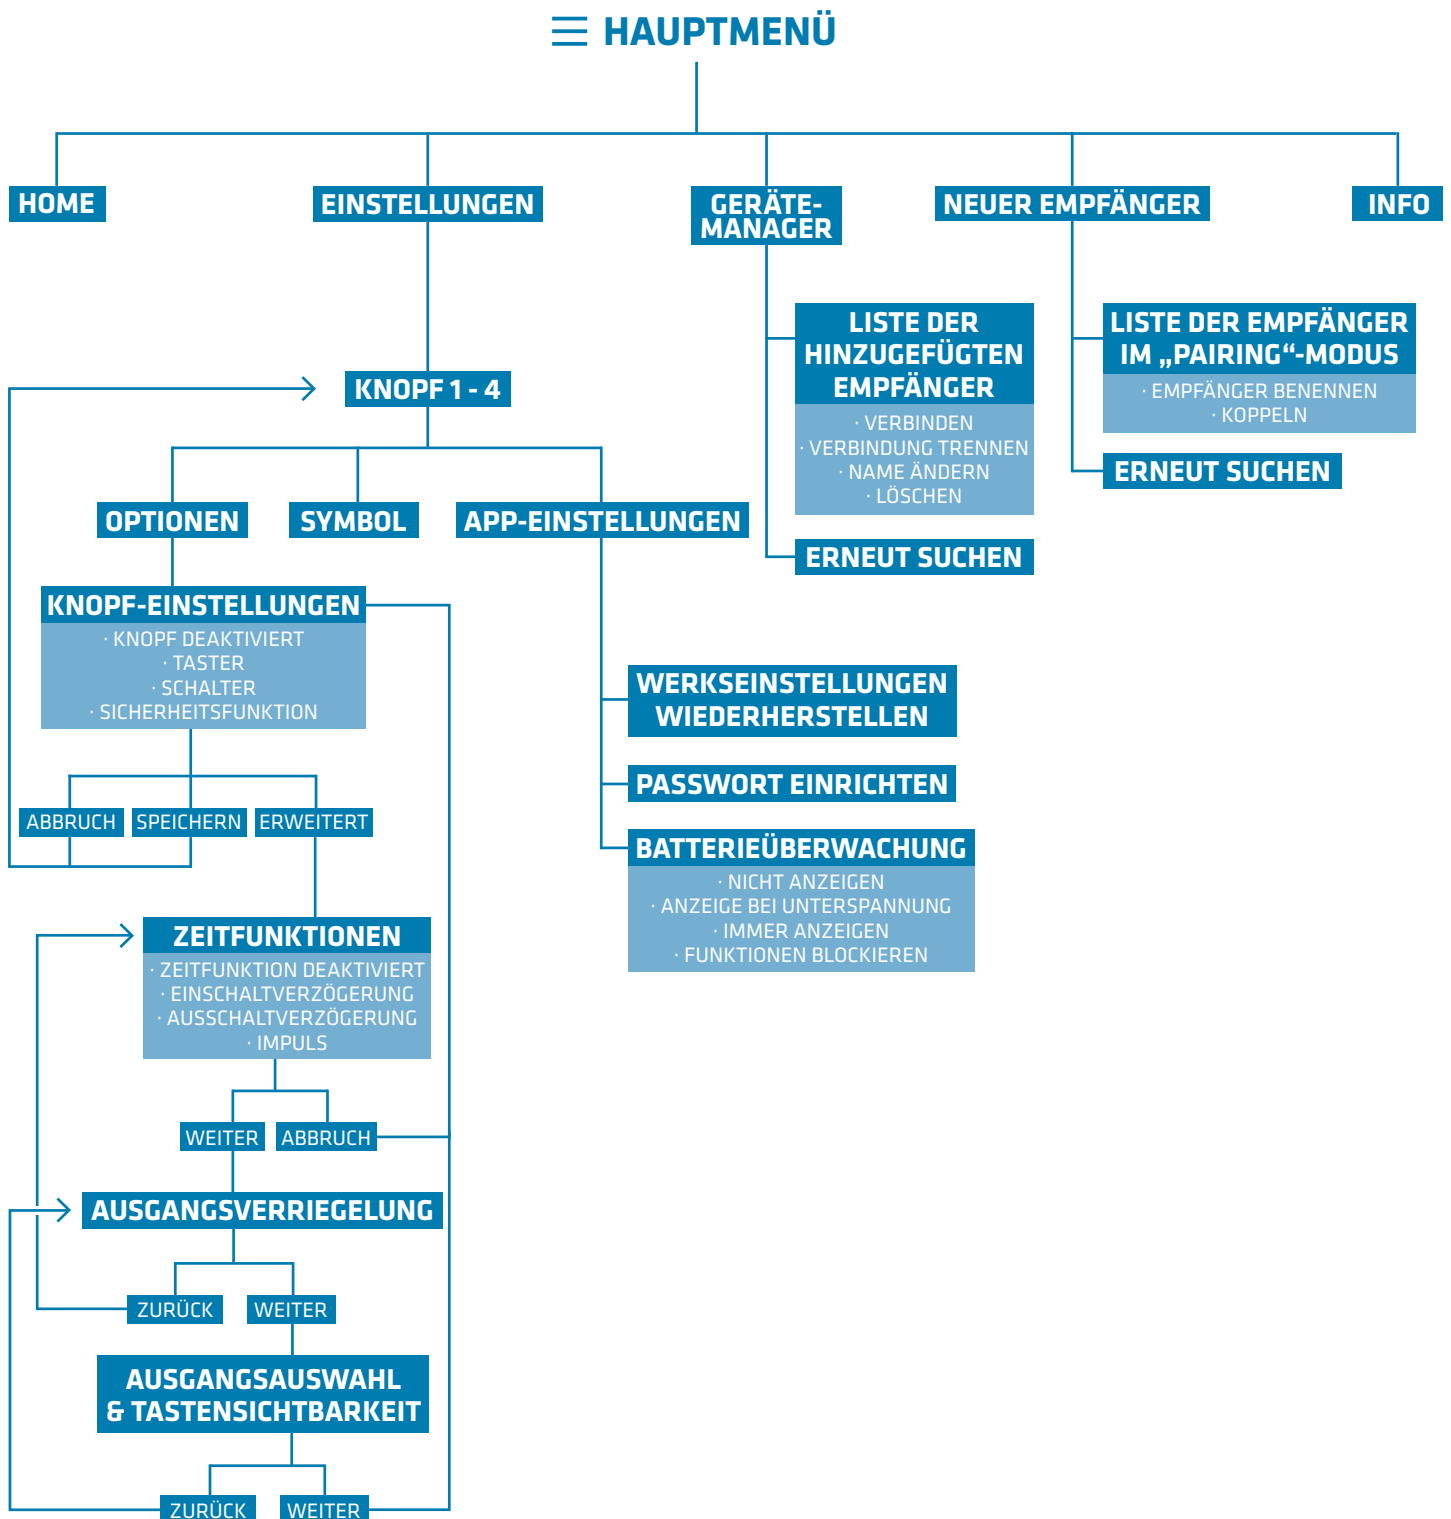 HAUPTMENÜ
HOME
EINSTELLUNGEN
GERÄTE-
MANAGER
NEUER EMPFÄNGER
INFO
LISTE DER
HINZUGEFÜGTEN
EMPFÄNGER
· VERBINDEN
· VERBINDUNG TRENNEN
· NAME ÄNDERN
· LÖSCHEN
ERNEUT SUCHEN
LISTE DER EMPFÄNGER
IM „PAIRING“-MODUS
· EMPFÄNGER BENENNEN
· KOPPELN
ERNEUT SUCHEN
KNOPF 1 - 4
OPTIONEN
SYMBOL
APP-EINSTELLUNGEN
KNOPF-EINSTELLUNGEN
· KNOPF DEAKTIVIERT
· TASTER
· SCHALTER
· SICHERHEITSFUNKTION
ABBRUCH
SPEICHERN
ERWEITERT
WERKSEINSTELLUNGEN
WIEDERHERSTELLEN
PASSWORT EINRICHTEN
BATTERIEÜBERWACHUNG
· NICHT ANZEIGEN
· ANZEIGE BEI UNTERSPANNUNG
· IMMER ANZEIGEN
· FUNKTIONEN BLOCKIEREN
ZEITFUNKTIONEN
· ZEITFUNKTION DEAKTIVIERT
· EINSCHALTVERZÖGERUNG
· AUSSCHALTVERZÖGERUNG
· IMPULS
WEITER
ABBRUCH
AUSGANGSVERRIEGELUNG
ZURÜCK
WEITER
AUSGANGSAUSWAHL
& TASTENSICHTBARKEIT
ZURÜCK
WEITER